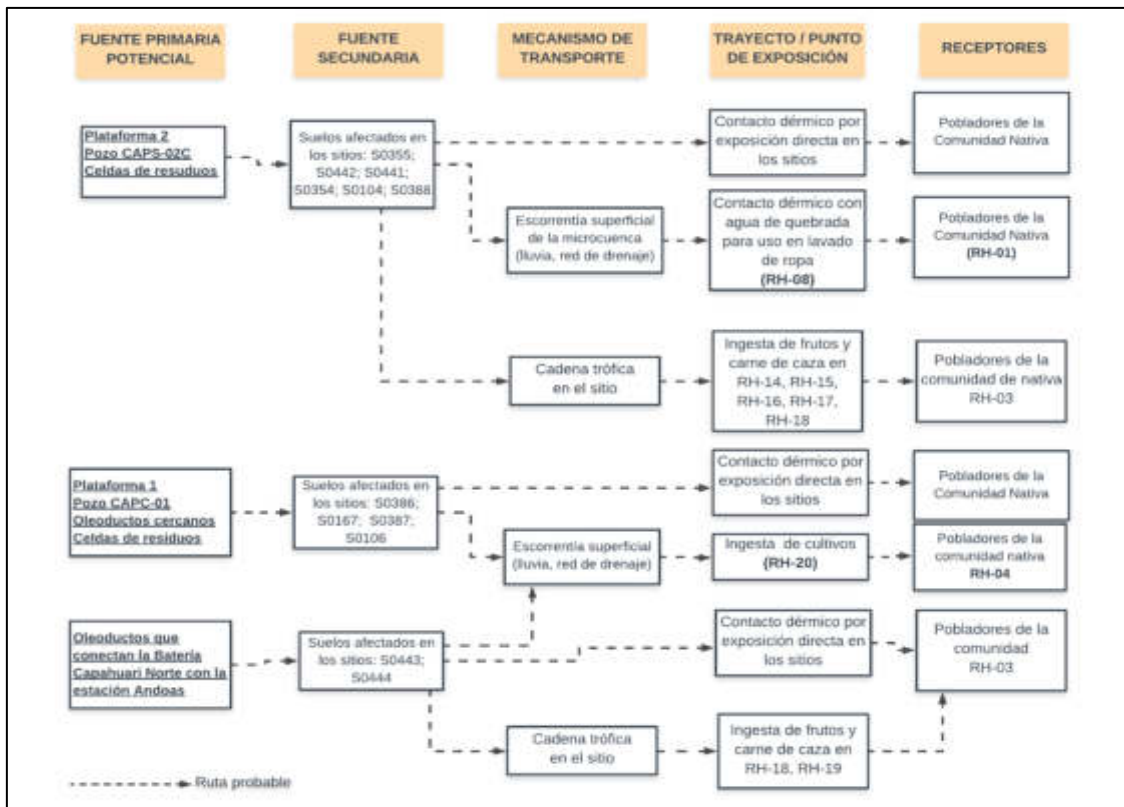 FUENTE PRIMARIA
POTENCIAL
FUENTE
SECUNDARIA
MECANISMO DE
TRANSPORTE
TRAYECTO / PUNTO
DE EXPOSICIÓN
RECEPTORES
Plataforma 2
Pozo CAPS-02C
Celdas de resuduos
Suelos afectados en
los sitios: S0355;
S0442; S0441;
S0354; S0104; S0388
Contacto dérmico por
exposición directa en
los sitios
Pobladores de la
Comunidad Nativa
Escorrentía superficial
de la microcuenca
(lluvia, red de drenaje)
Contacto dérmico con
agua de quebrada
para uso en lavado
de ropa
(RH-08)
Pobladores de la
Comunidad Nativa
(RH-01)
Cadena trófica
en el sitio
Ingesta de frutos y
carne de caza en
RH-14, RH-15,
RH-16, RH-17,
RH-18
Pobladores de la
comunidad de nativa
RH-03
Plataforma 1
Pozo CAPC-01
Oleoductos cercanos
Celdas de residuos
Suelos afectados en
los sitios: S0386;
S0167; S0387;
S0106
Contacto dérmico por
exposición directa en
los sitios
Pobladores de la
Comunidad Nativa
Escorrentía superficial
(lluvia, red de drenaje)
Ingesta de cultivos
(RH-20)
Pobladores de la
comunidad nativa
RH-04
Oleoductos que
conectan la Batería
Capahuari Norte con la
estación Andoas
Suelos afectados en
los sitios: S0443;
S0444
Contacto dérmico por
exposición directa en
los sitios
Pobladores de la
comunidad
RH-03
Cadena trófica
en el sitio
Ingesta de frutos y
carne de caza en
RH-18, RH-19
Ruta probable